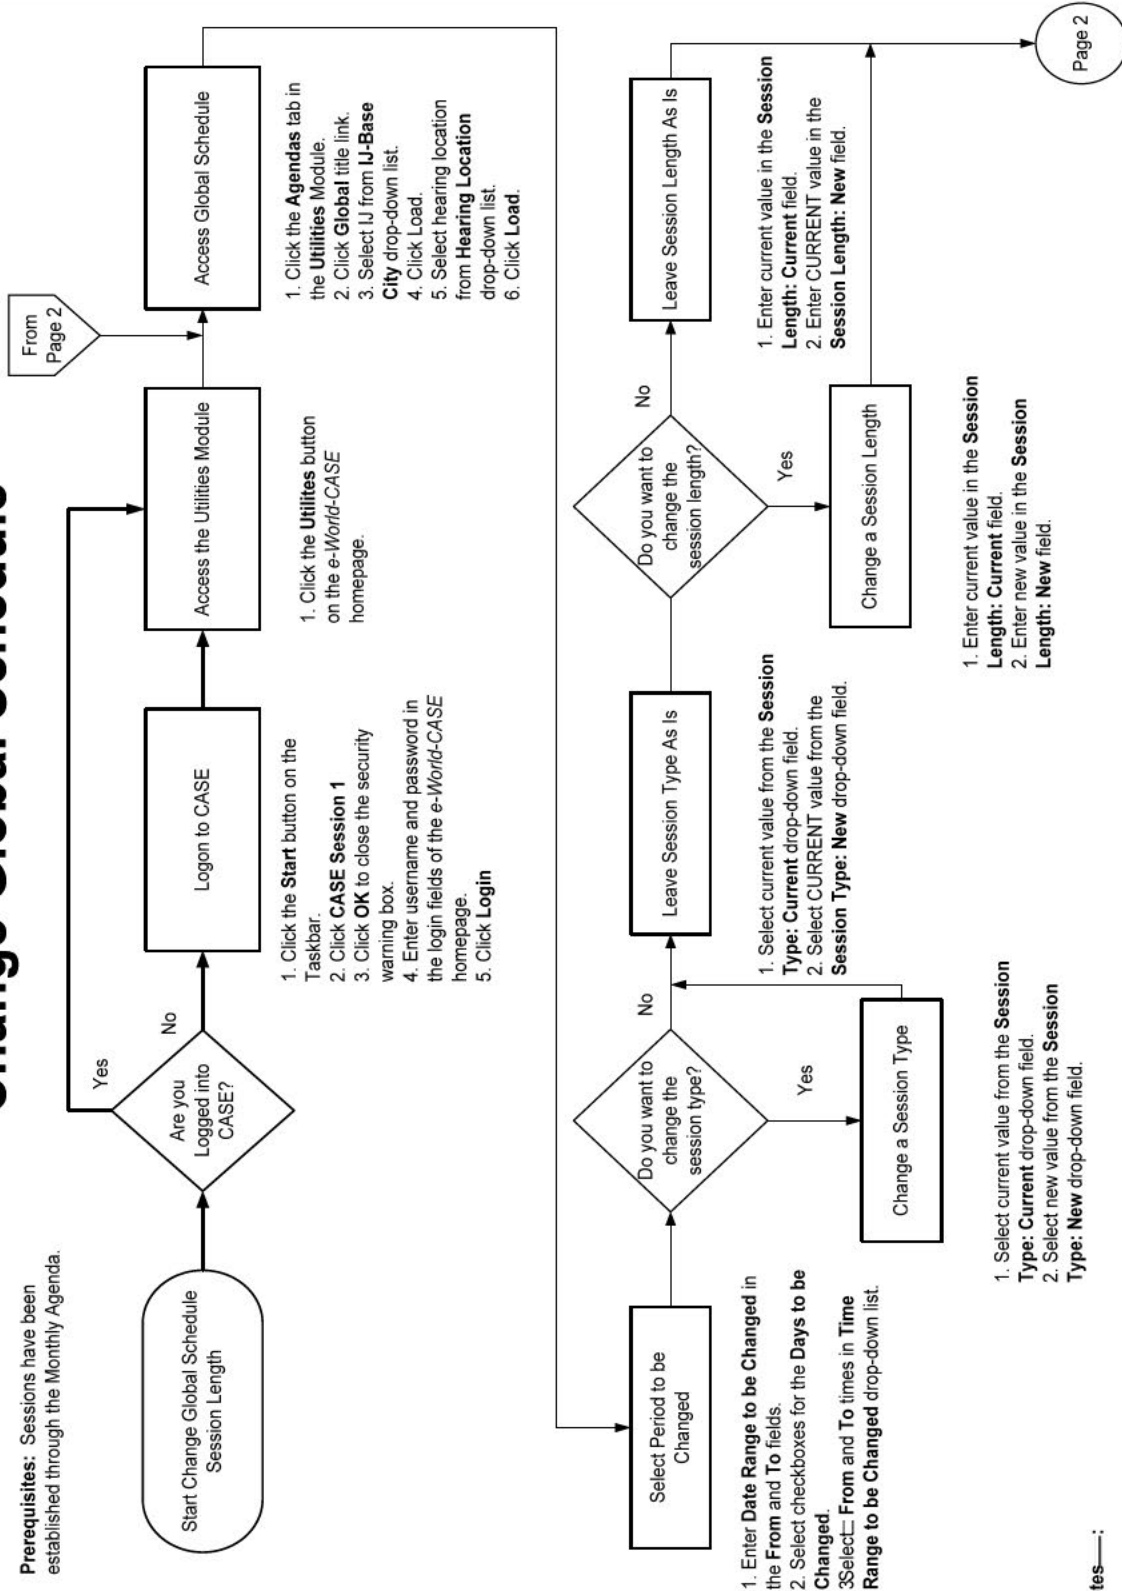 Change Global Schedule
Prerequisites: Sessions have been
established through the Monthly Agenda.
Start Change Global Schedule
Session Length
Are you
Logged into
CASE?
Yes
No
Logon to CASE
1. Click the Start button on the
Taskbar.
2. Click CASE Session 1
3. Click OK to close the security
warning box.
4. Enter username and password in
the login fields of the e-World-CASE
homepage.
5. Click Login
Access the Utilities Module
1. Click the Utilites button
on the e-World-CASE
homepage.
From
Page 2
Access Global Schedule
1. Click the Agendas tab in
the Utilities Module.
2. Click Global title link.
3. Select IJ from IJ-Base
City drop-down list.
4. Click Load.
5. Select hearing location
from Hearing Location
drop-down list.
6. Click Load.
Select Period to be
Changed
1. Enter Date Range to be Changed in
the From and To fields.
2. Select checkboxes for the Days to be
Changed.
3Select:: From and To times in Time
Range to be Changed drop-down list.
Do you want to
change the
session type?
Yes
No
Change a Session Type
1. Select current value from the Session
Type: Current drop-down field.
2. Select new value from the Session
Type: New drop-down field.
Leave Session Type As Is
1. Select current value from the Session
Type: Current drop-down field.
2. Select CURRENT value from the
Session Type: New drop-down field.
Do you want to
change the
session length?
Yes
No
Change a Session Length
1. Enter current value in the Session
Length: Current field.
2. Enter new value in the Session
Length: New field.
Leave Session Length As Is
1. Enter current value in the Session
Length: Current field.
2. Enter CURRENT value in the
Session Length: New field.
Page 2
tes——: